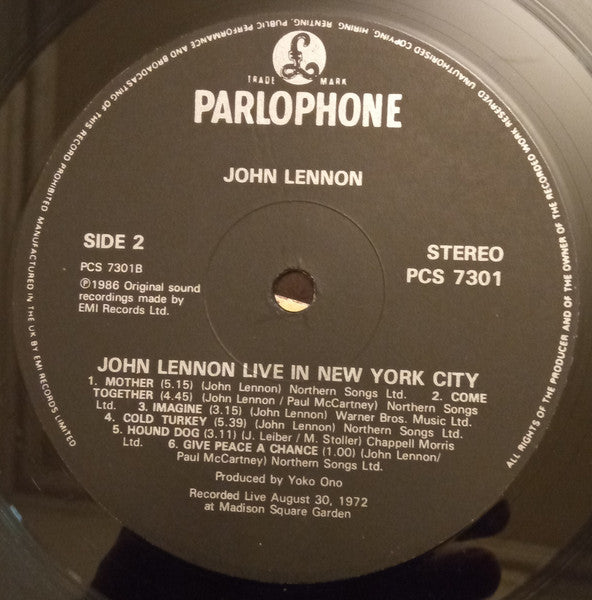 £
TRADE MARK
PARLOPHONE
JOHN LENNON
SIDE 2
PCS 7301B
℗1986 Original sound
recordings made by
EMI Records Ltd.
STEREO
PCS 7301
JOHN LENNON LIVE IN NEW YORK CITY
1. MOTHER (5.15) (John Lennon) Northern Songs Ltd. 2. COME
TOGETHER (4.45) (John Lennon / Paul McCartney) Northern Songs
Ltd. 3. IMAGINE (3.15) (John Lennon) Warner Bros. Music Ltd.
4. COLD TURKEY (5.39) (John Lennon) Northern Songs Ltd.
5. HOUND DOG (3.11) (J. Leiber / M. Stoller) Chappell Morris
Ltd. 6. GIVE PEACE A CHANCE (1.00) (John Lennon/
Paul McCartney) Northern Songs Ltd.
Produced by Yoko Ono
Recorded Live August 30, 1972
at Madison Square Garden
MANUFACTURED IN THE UK BY EMI RECORDS LIMITED
ALL RIGHTS OF THE PRODUCER AND OF THE OWNER OF THE RECORDED WORK RESERVED UNAUTHORISED COPYING, HIRING, RENTING, PUBLIC PERFORMANCE AND BROADCASTING OF THIS RECORD PROHIBITED